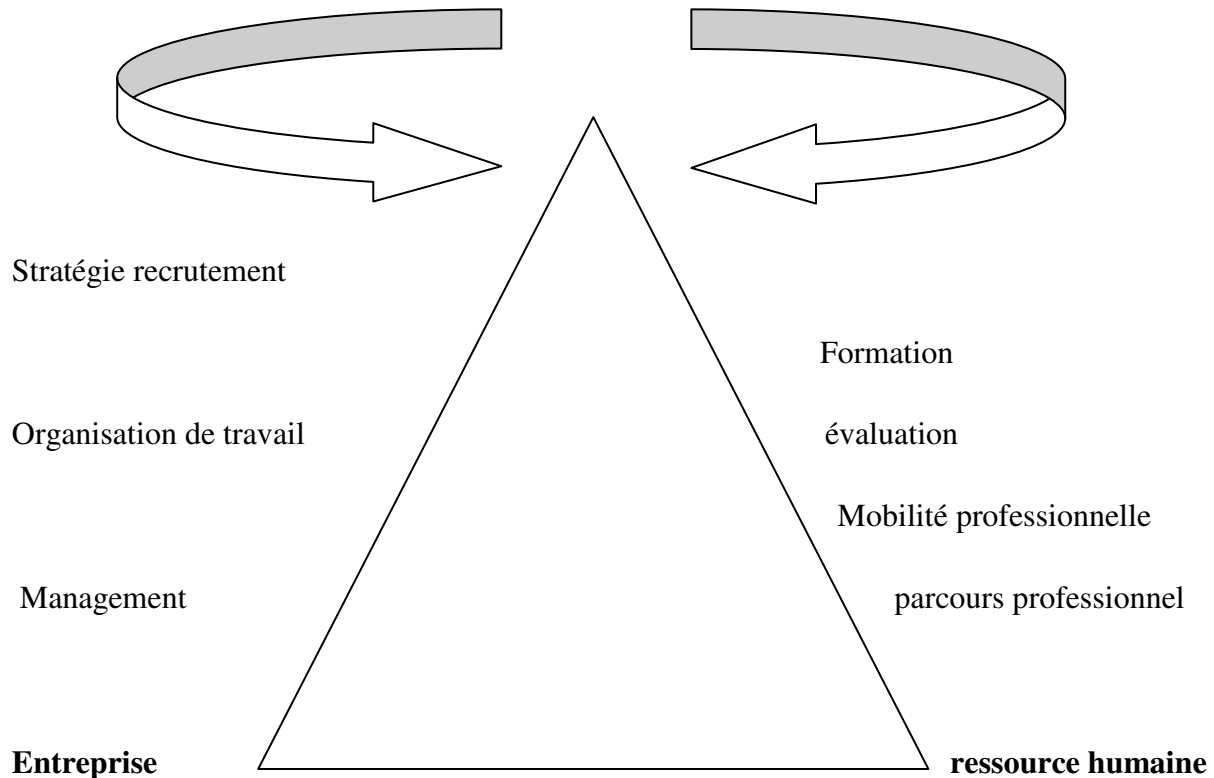 Stratégie recrutement
Formation
Organisation de travail
évaluation
Mobilité professionnelle
Management
parcours professionnel
Entreprise
ressource humaine